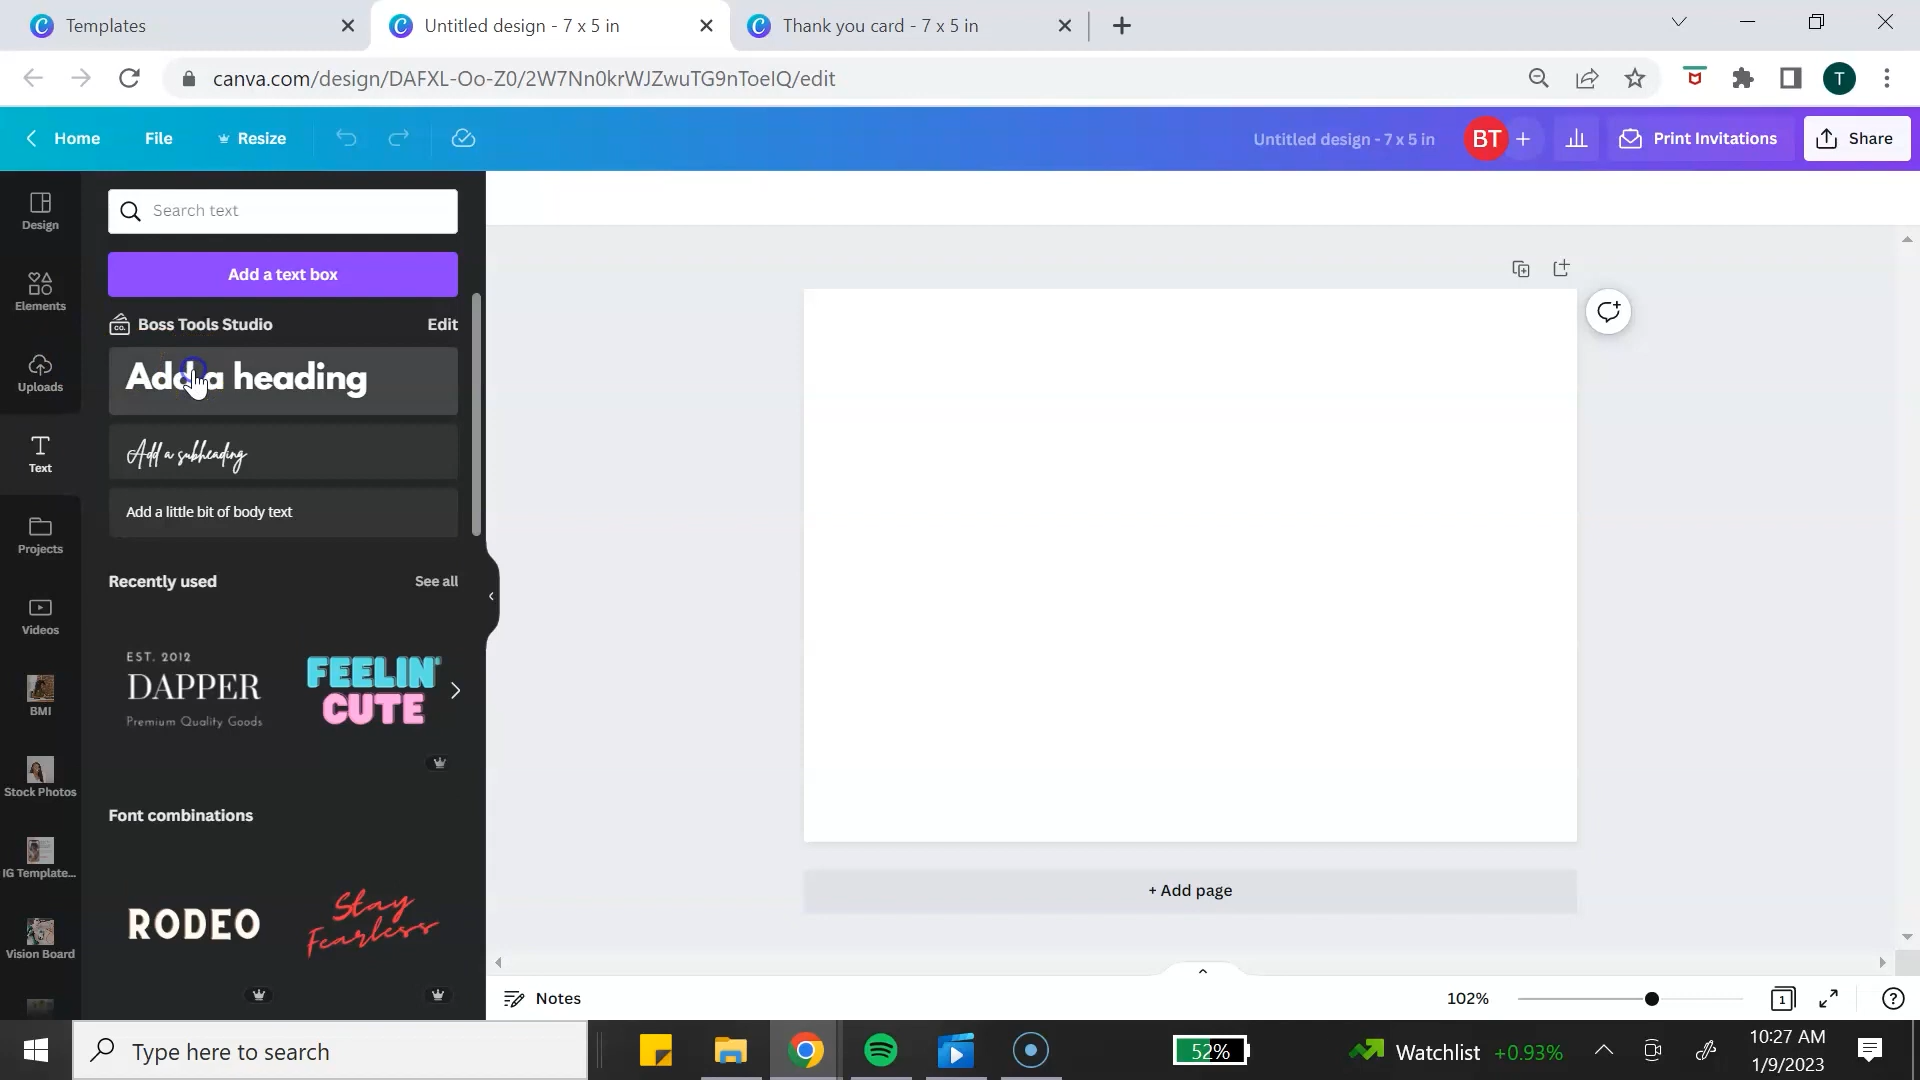 Templates
Untitled design - 7 x 5 in
Thank you card - 7 x 5 in
canva.com/design/DAFXL-Oo-Z0/2W7Nn0krWJZwuTG9nToeIQ/edit
T
Home
File
Resize
Untitled design - 7 x 5 in
BT
Print Invitations
Share
Design
Elements
Uploads
Text
Projects
Videos
BMI
Stock Photos
IG Template...
Vision Board
Search text
Add a text box
CO.
Boss Tools Studio
Edit
Add a heading
Add a subheading
Add a little bit of body text
Recently used
See all
EST. 2012
DAPPER
Premium Quality Goods
FEELIN'
CUTE
Font combinations
RODEO
Stay
Fearless
+ Add page
Notes
102%
1
Type here to search
52%
Watchlist +0.93%
10:27 AM
1/9/2023